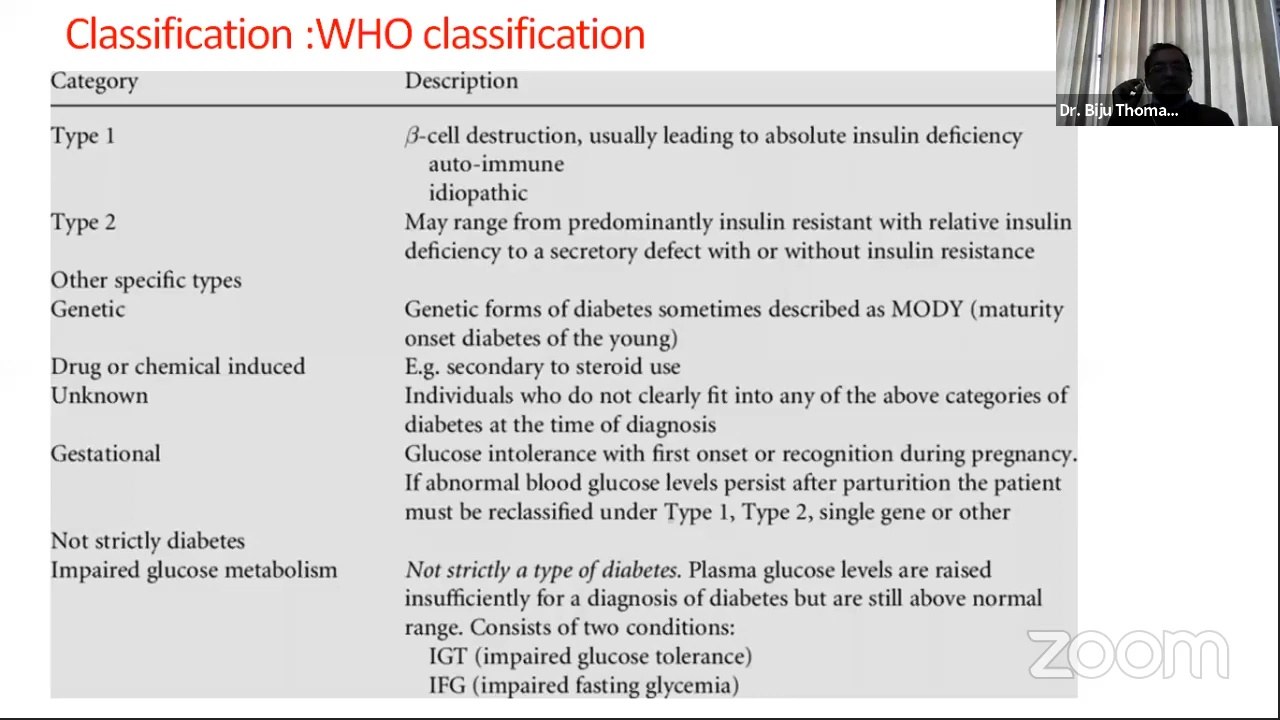 Classification :WHO classification
Dr. Biju Thoma...
Category Description
Type 1 β-cell destruction, usually leading to absolute insulin deficiency
auto-immune
idiopathic
Type 2 May range from predominantly insulin resistant with relative insulin
deficiency to a secretory defect with or without insulin resistance
Other specific types
Genetic Genetic forms of diabetes sometimes described as MODY (maturity
onset diabetes of the young)
Drug or chemical induced E.g. secondary to steroid use
Unknown Individuals who do not clearly fit into any of the above categories of
diabetes at the time of diagnosis
Gestational Glucose intolerance with first onset or recognition during pregnancy.
If abnormal blood glucose levels persist after parturition the patient
must be reclassified under Type 1, Type 2, single gene or other
Not strictly diabetes
Impaired glucose metabolism Not strictly a type of diabetes. Plasma glucose levels are raised
insufficiently for a diagnosis of diabetes but are still above normal
range. Consists of two conditions:
IGT (impaired glucose tolerance)
IFG (impaired fasting glycemia)
zoom